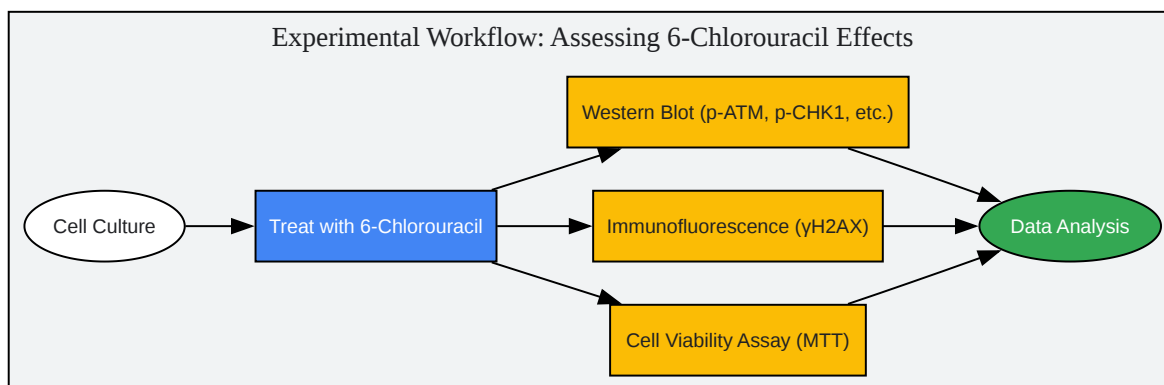 Experimental Workflow: Assessing 6-Chlorouracil Effects
Western Blot (p-ATM, p-CHK1, etc.)
Cell Culture
Treat with 6-Chlorouracil
Immunofluorescence (γH2AX)
Data Analysis
Cell Viability Assay (MTT)